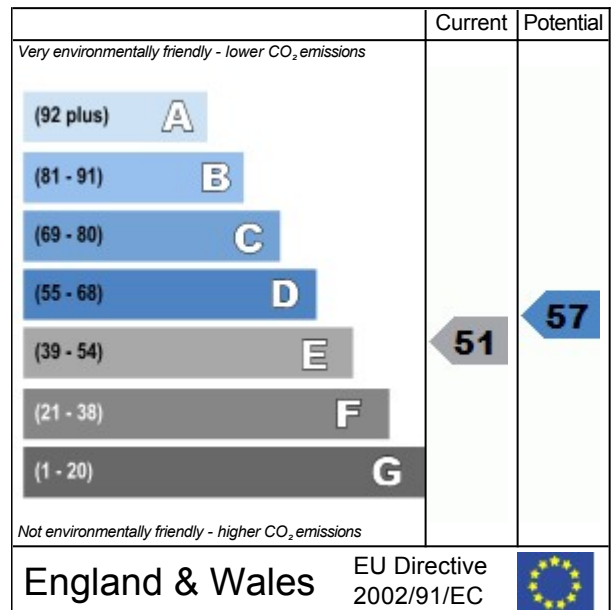 Current Potential
Very environmentally friendly - lower CO₂ emissions
(92 plus) A
(81 - 91) B
(69 - 80) C
(55 - 68) D
(39 - 54) E
(21 - 38) F
(1 - 20) G
51
57
Not environmentally friendly - higher CO₂ emissions
England & Wales
EU Directive
2002/91/EC